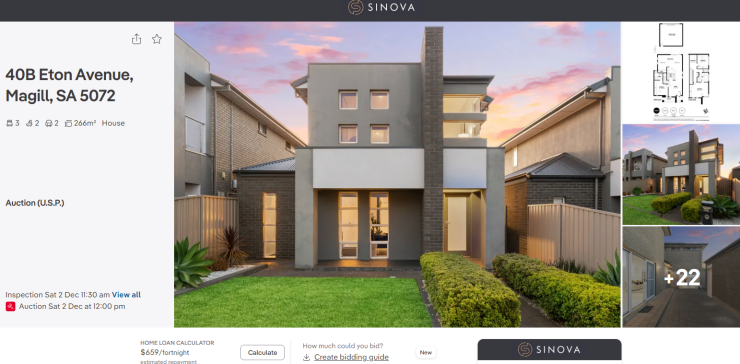 SINOVA
40B Eton Avenue,
Magill, SA 5072
3 2 2 266m² House
Auction (U.S.P.)
Inspection Sat 2 Dec 11:30 am View all
Auction Sat 2 Dec at 12:00 pm
+22
HOME LOAN CALCULATOR
$659/fortnight
estimated repayment
Calculate
How much could you bid?
Create bidding guide
New
SINOVA